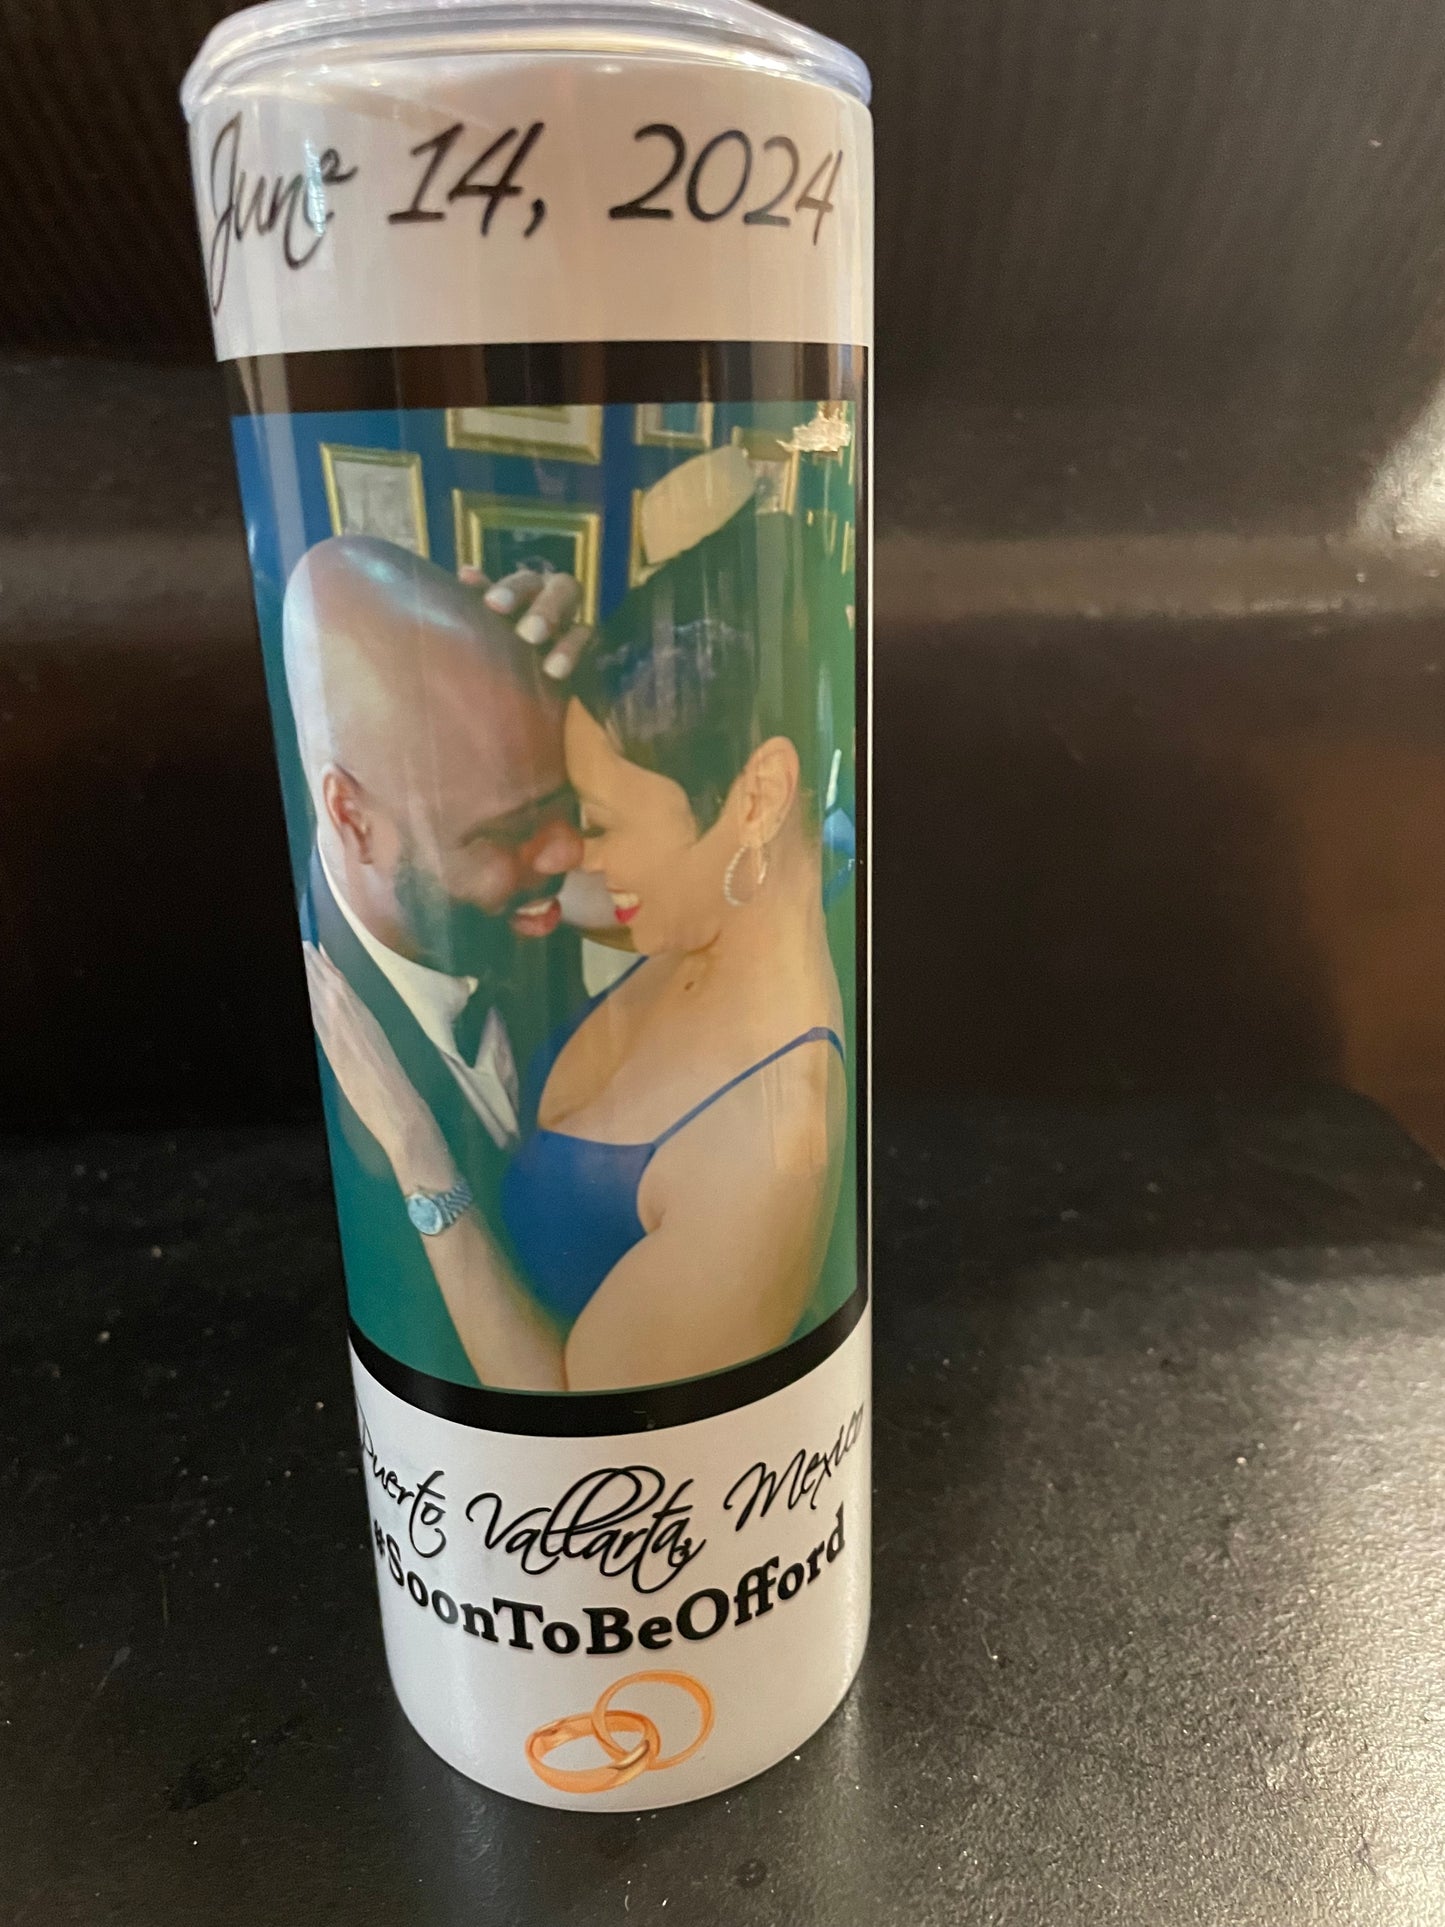 June 14, 2024
Puerto Vallarta, Mexico
#SoonToBeOfford